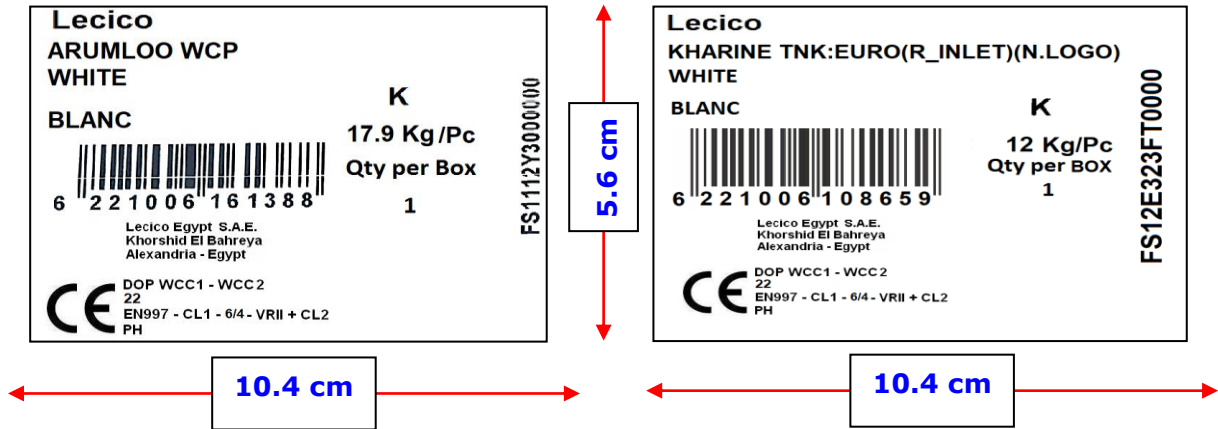 Lecico
ARUMLOO WCP
WHITE
BLANC
K
17.9 Kg/Pc
Qty per Box
1
6 221006 161388
Lecico Egypt S.A.E.
Khorshid El Bahreya
Alexandria - Egypt
CE
DOP WCC1 - WCC2
22
EN997 - CL1 - 6/4 - VRII + CL2
PH
FS1112Y3000000
10.4 cm
5.6 cm
Lecico
KHARINE TNK:EURO(R_INLET)(N.LOGO)
WHITE
BLANC
K
12 Kg/Pc
Qty per BOX
1
6 221006 108659
Lecico Egypt S.A.E.
Khorshid El Bahreya
Alexandria - Egypt
CE
DOP WCC1 - WCC2
22
EN997 - CL1 - 6/4 - VRII + CL2
PH
FS12E323FT0000
10.4 cm